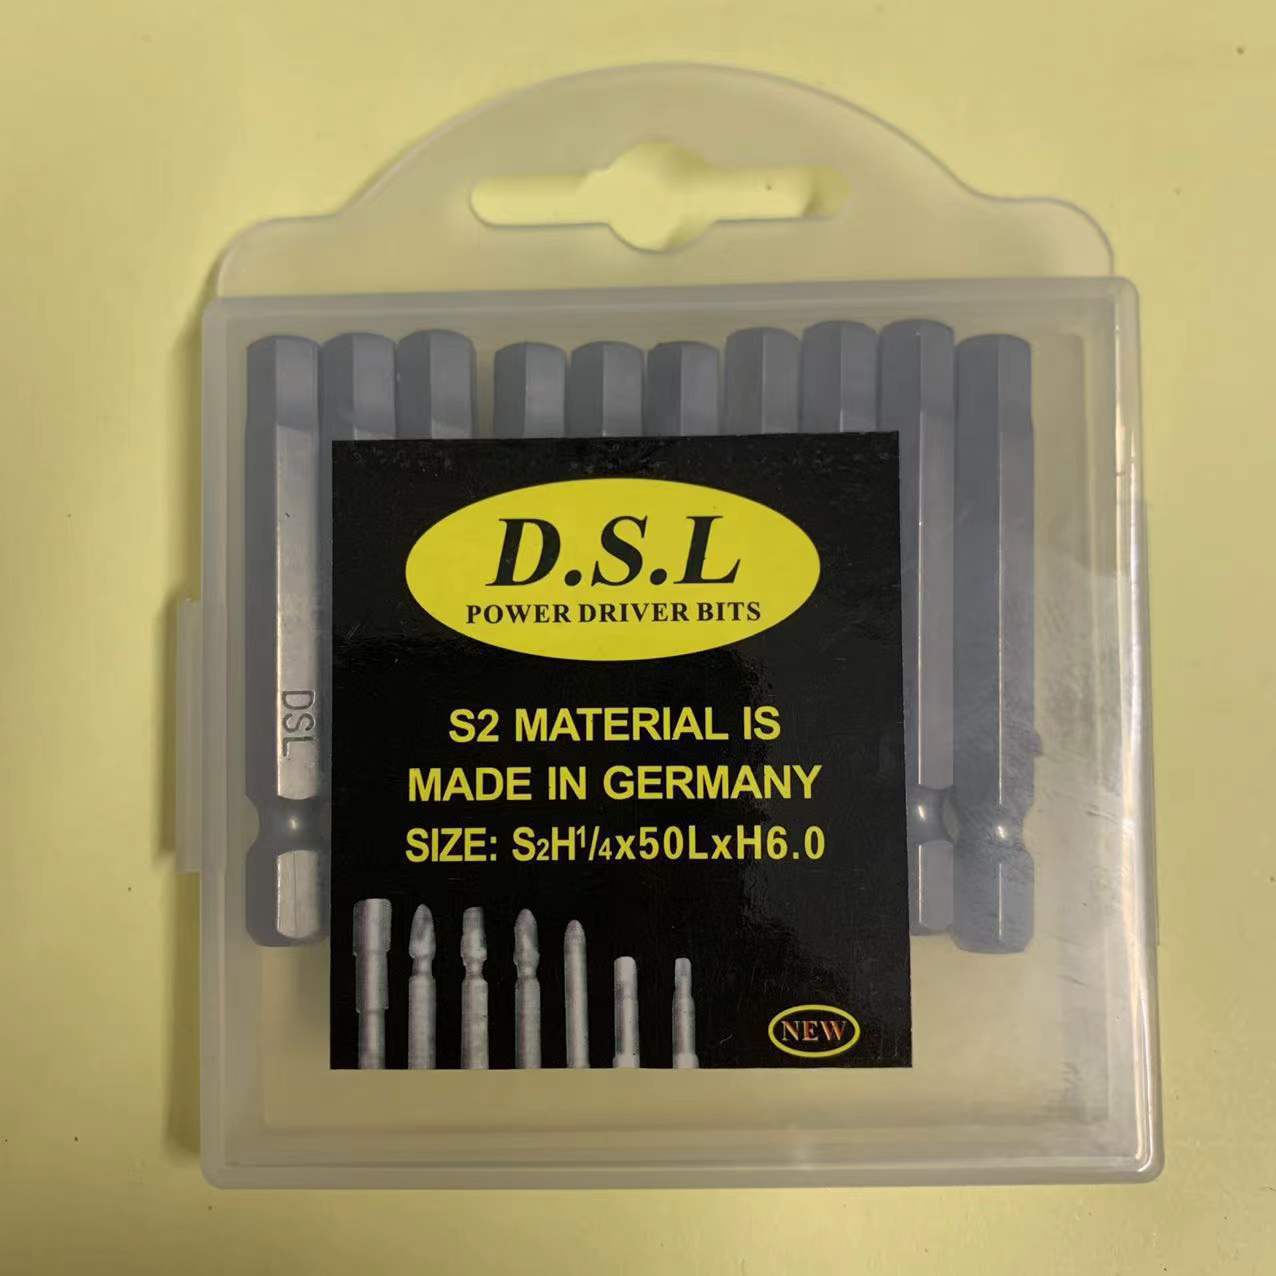 D.S.L
POWER DRIVER BITS
S2 MATERIAL IS
MADE IN GERMANY
SIZE: S2H1/4x50LxH6.0
NEW
DSL